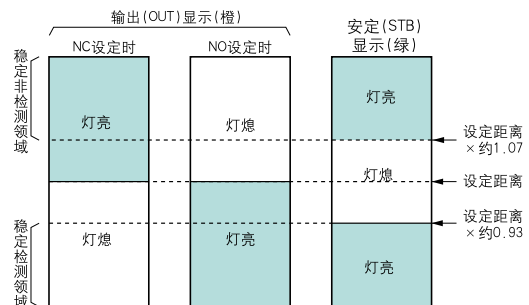 输出(OUT)显示(橙)
NC设定时
NO设定时
安定(STB)
显示(绿)
稳定非检测领域
灯亮
灯熄
灯亮
设定距离
×约1.07
灯熄
设定距离
设定距离
×约0.93
稳定检测领域
灯熄
灯亮
灯亮